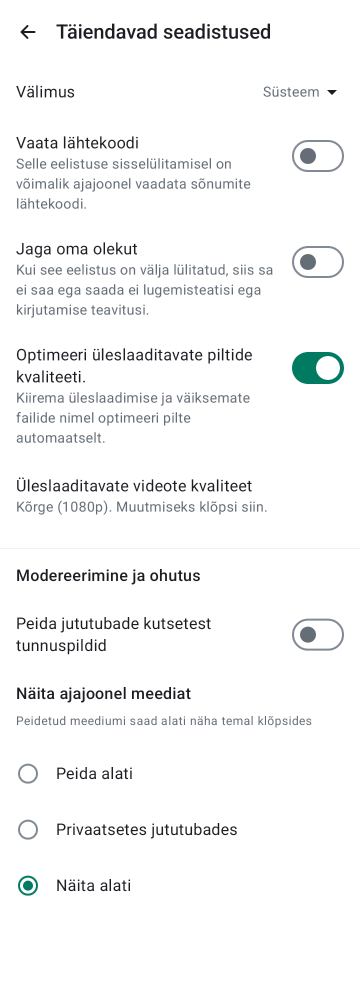 Täiendavad seadistused
Välimus
Süsteem
Vaata lähtekoodi
Selle eelistuse sisselülitamisel on
võimalik ajajoonel vaadata sõnumite
lähtekoodi.
Jaga oma olekut
Kui see eelistus on välja lülitatud, siis sa
ei saa ega saada ei lugemisteatisi ega
kirjutamise teavitusi.
Optimeeri üleslaaditavate piltide
kvaliteeti.
Kiirema üleslaadimise ja väiksemate
failide nimel optimeeri pilte
automaatselt.
Üleslaaditavate videote kvaliteet
Kõrge (1080p). Muutmiseks klõpsi siin.
Modereerimine ja ohutus
Peida jututubade kutsetest
tunnuspildid
Näita ajajoonel meediat
Peidetud meediumi saad alati näha temal klõpsides
Peida alati
Privaatsetes jututubades
Näita alati